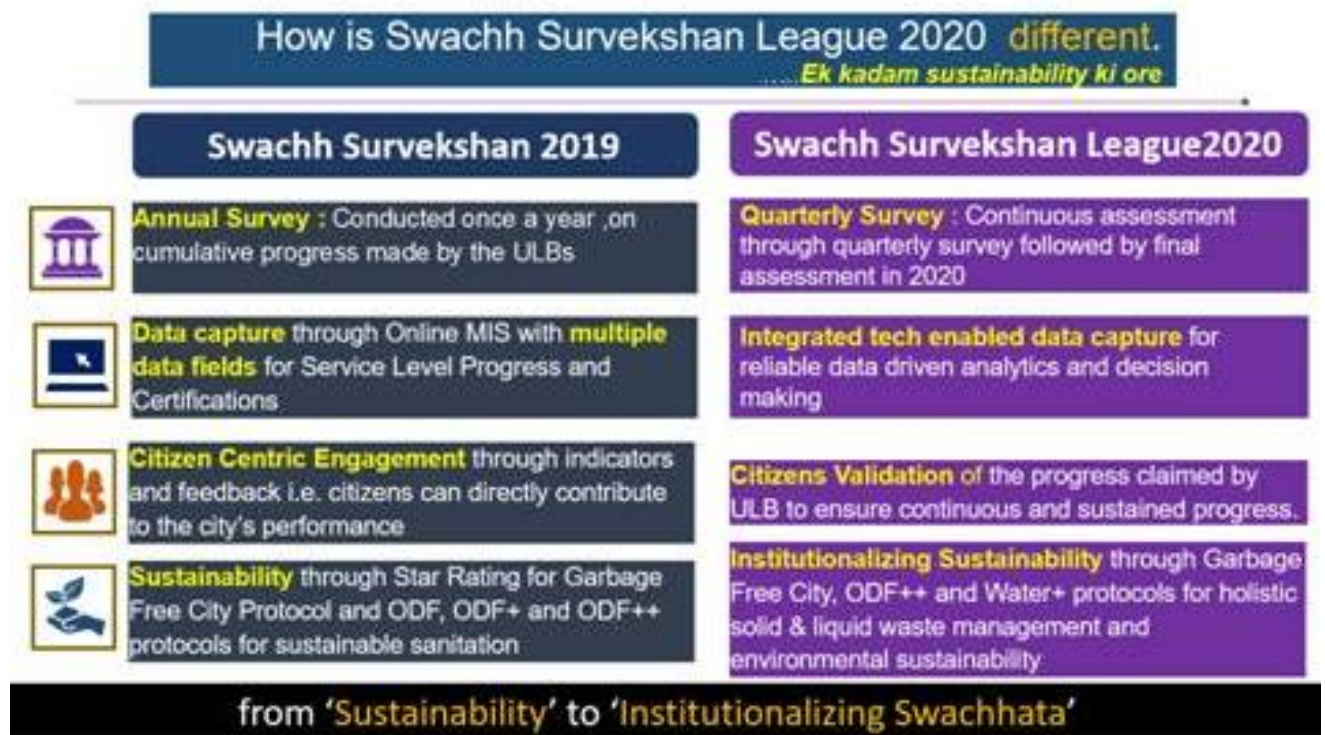 How is Swachh Survekshan League 2020 different.
.....Ek kadam sustainability ki ore
Swachh Survekshan 2019
Annual Survey : Conducted once a year ,on
cumulative progress made by the ULBs
Data capture through Online MIS with multiple
data fields for Service Level Progress and
Certifications
Citizen Centric Engagement through indicators
and feedback i.e. citizens can directly contribute
to the city's performance
Sustainability through Star Rating for Garbage
Free City Protocol and ODF, ODF+ and ODF++
protocols for sustainable sanitation
Swachh Survekshan League2020
Quarterly Survey : Continuous assessment
through quarterly survey followed by final
assessment in 2020
Integrated tech enabled data capture for
reliable data driven analytics and decision
making
Citizens Validation of the progress claimed by
ULB to ensure continuous and sustained progress.
Institutionalizing Sustainability through Garbage
Free City, ODF++ and Water+ protocols for holistic
solid & liquid waste management and
environmental sustainability
from 'Sustainability' to 'Institutionalizing Swachhata'